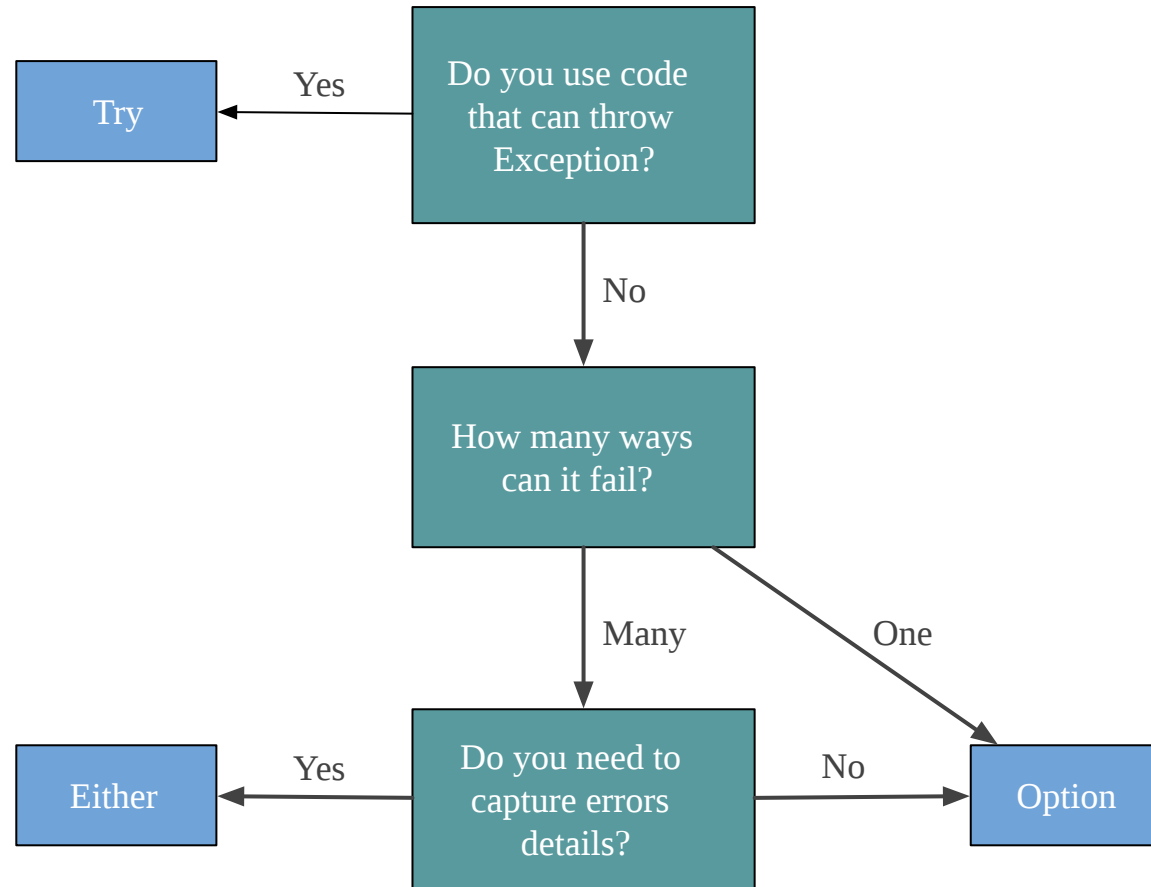 Do you use code
that can throw
Exception?
Yes
Try
No
How many ways
can it fail?
Many
One
Do you need to
capture errors
details?
Yes
Either
No
Option